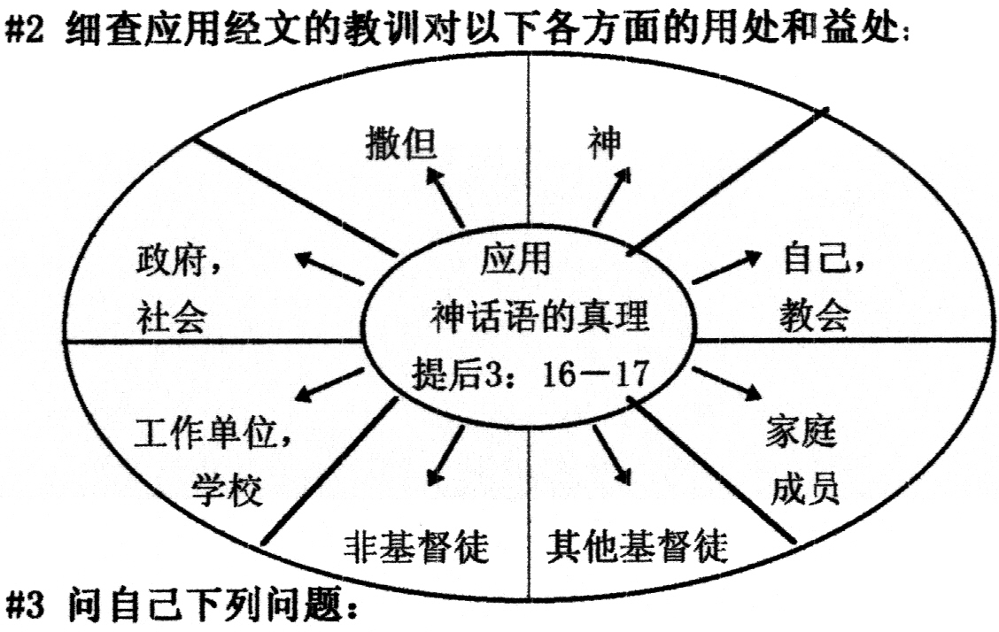 #2 细查应用经文的教训对以下各方面的用处和益处:
撒但
神
政府，
社会
应用
神话语的真理
提后3：16－17
自己，
教会
工作单位，
学校
家庭
成员
非基督徒
其他基督徒
#3 问自己下列问题：